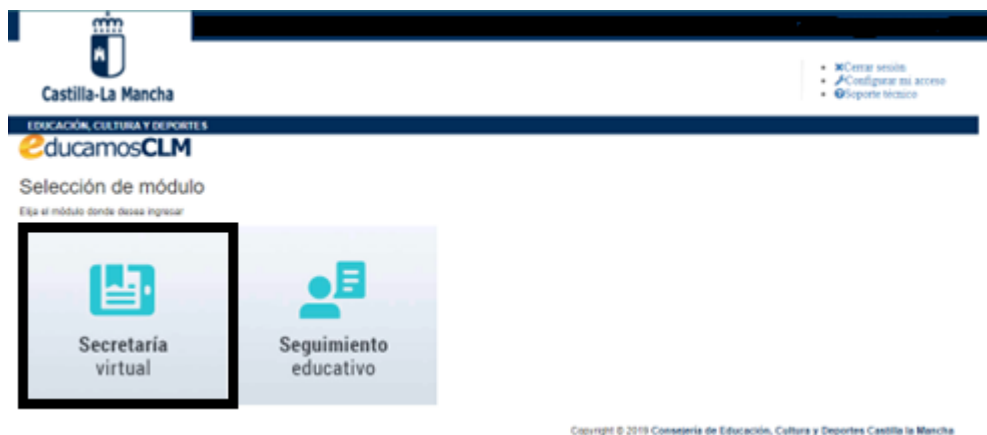 Castilla-La Mancha
Cerrar sesión
Configurar mi acceso
Soporte técnico
EDUCACIÓN, CULTURA Y DEPORTES
educamosCLM
Selección de módulo
Elija el módulo donde desea ingresar
Secretaría
virtual
Seguimiento
educativo
Copyright © 2019 Consejería de Educación, Cultura y Deportes Castilla la Mancha